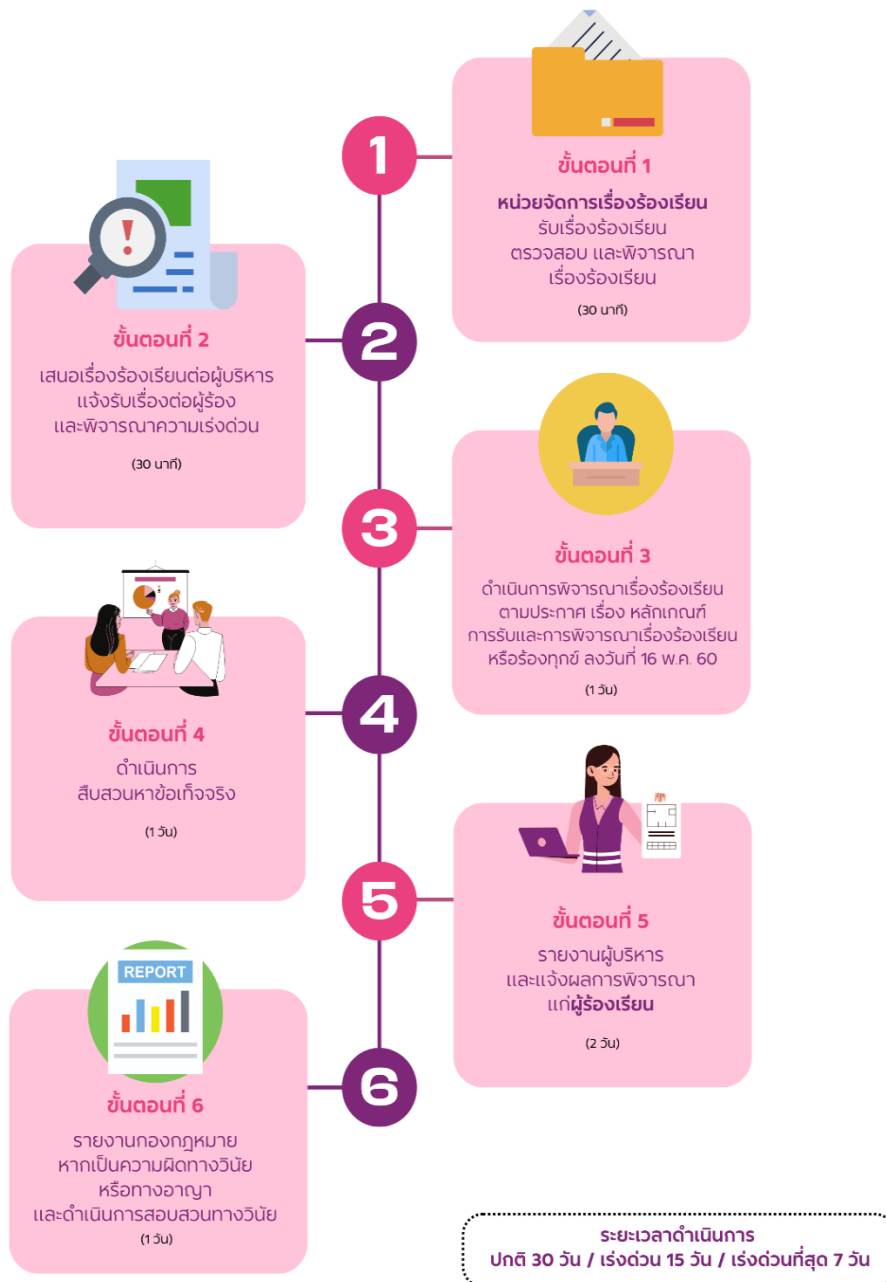 1
ขั้นตอนที่ 1
หน่วยจัดการเรื่องร้องเรียน
รับเรื่องร้องเรียน
ตรวจสอบ และพิจารณา
เรื่องร้องเรียน
(30 นาที)
2
ขั้นตอนที่ 2
เสนอเรื่องร้องเรียนต่อผู้บริหาร
แจ้งรับเรื่องต่อผู้ร้อง
และพิจารณาความเร่งด่วน
(30 นาที)
3
ขั้นตอนที่ 3
ดำเนินการพิจารณาเรื่องร้องเรียน
ตามประกาศ เรื่อง หลักเกณฑ์
การรับและการพิจารณาเรื่องร้องเรียน
หรือร้องทุกข์ ลงวันที่ 16 พ.ค. 60
(1 วัน)
4
ขั้นตอนที่ 4
ดำเนินการ
สืบสวนหาข้อเท็จจริง
(1 วัน)
5
ขั้นตอนที่ 5
รายงานผู้บริหาร
และแจ้งผลการพิจารณา
แก่ผู้ร้องเรียน
(2 วัน)
6
REPORT
ขั้นตอนที่ 6
รายงานกองกฎหมาย
หากเป็นความผิดทางวินัย
หรือทางอาญา
และดำเนินการสอบสวนทางวินัย
(1 วัน)
ระยะเวลาดำเนินการ
ปกติ 30 วัน / เร่งด่วน 15 วัน / เร่งด่วนที่สุด 7 วัน